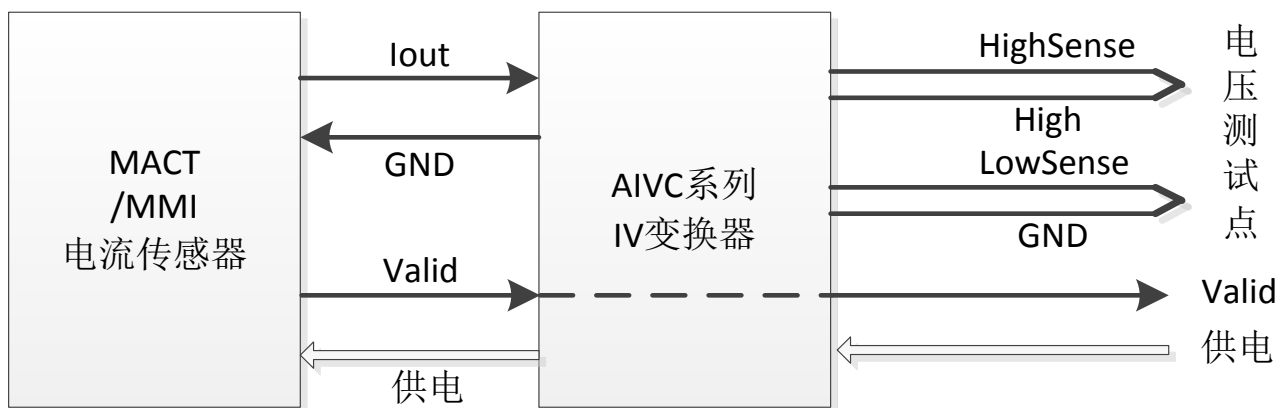 MACT
/MMI
电流传感器
Iout
GND
Valid
供电
AIVC系列
IV变换器
HighSense
High
LowSense
GND
电压测试点
Valid
供电